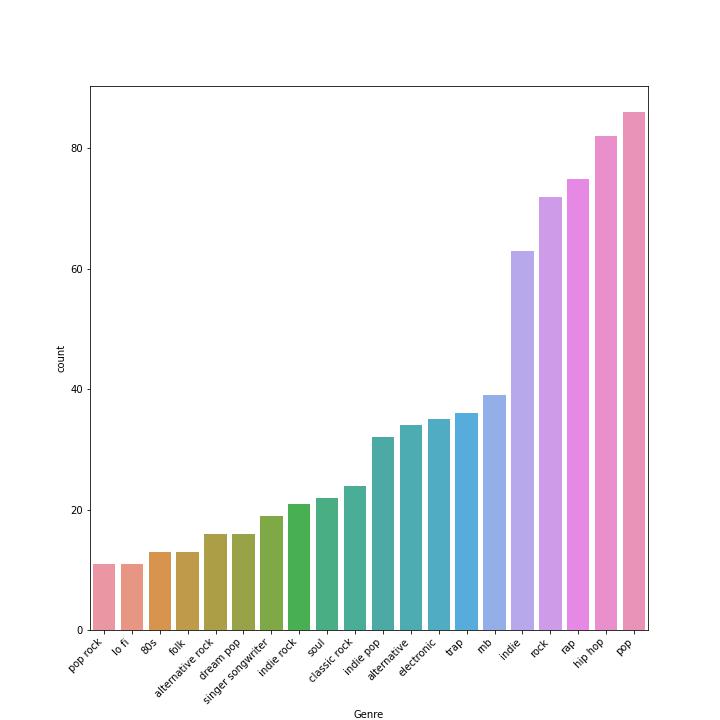 80
60
40
20
0
count
pop rock
lo fi
80s
folk
alternative rock
dream pop
singer songwriter
indie rock
soul
classic rock
indie pop
alternative
electronic
trap
rnb
indie
rock
rap
hip hop
pop
Genre